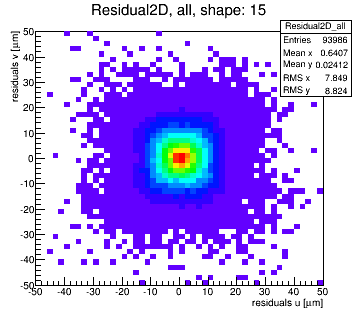 Residual2D, all, shape: 15
Residual2D_all
Entries 93986
Mean x 0.6407
Mean y 0.02412
RMS x 7.849
RMS y 8.824
residuals v [μm]
50
40
30
20
10
0
-10
-20
-30
-40
-50
-50 -40 -30 -20 -10 0 10 20 30 40 50
residuals u [μm]